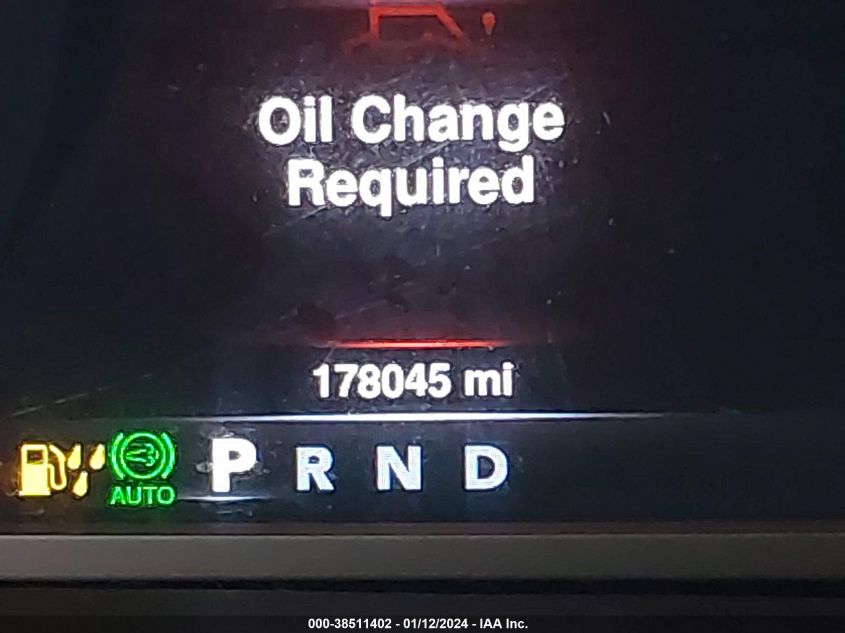 Oil Change
Required
178045 mi
AUTO P R N D
000-38511402 - 01/12/2024 - IAA Inc.